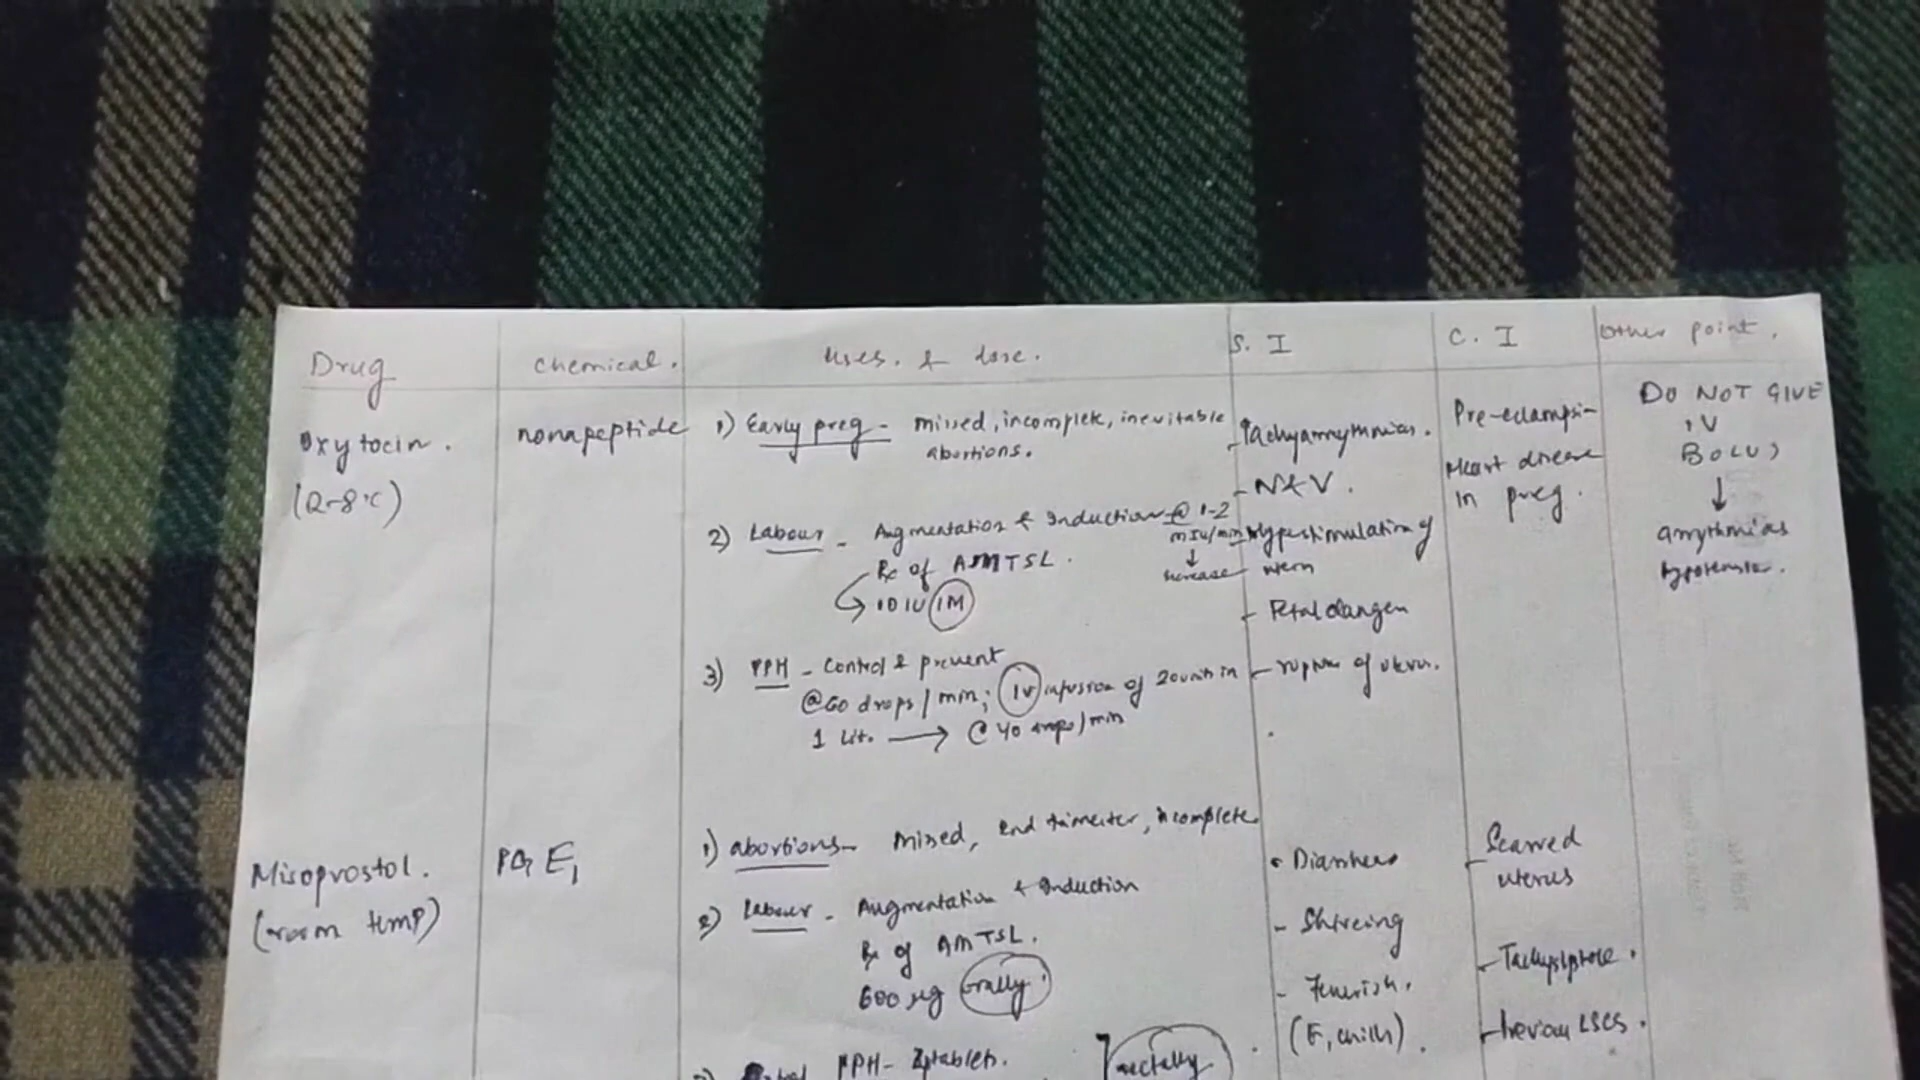 Drug chemical. Uses. & dose. S. I C. I Other point.
Oxytocin. nonapeptide
(2-8°C)
1) Early preg - missed, incomplete, inevitable
abortions.
2) Labour - Augmentation & Induction @ 1-2
mIU/min
↓
increase
Rx of AMTSL.
10 IU IM
3) PPH - Control & prevent
@ 60 drops/min; IV infusion of 20 units in
1 Lit. → @ 40 drops/min
Tachyarrythmias.
- N & V.
- Hyperstimulation of
utern
- Fetal danger
- rupture of uterus.
Pre-eclampsia
Heart disease
in preg.
DO NOT GIVE
IV
BOLUS
↓
arrythmias
hypotension.
Misoprostol. PG E1
(room temp)
1) abortions - missed, 2nd trimester, incomplete
2) Labour - Augmentation & Induction
Rx of AMTSL.
600 µg Orally.
PPH - tablets. rectally
• Diarrhea
- Shivering
- Feverish.
(F, chills).
- Scarred
uterus
- Tachysystole.
- Previous LSCS.